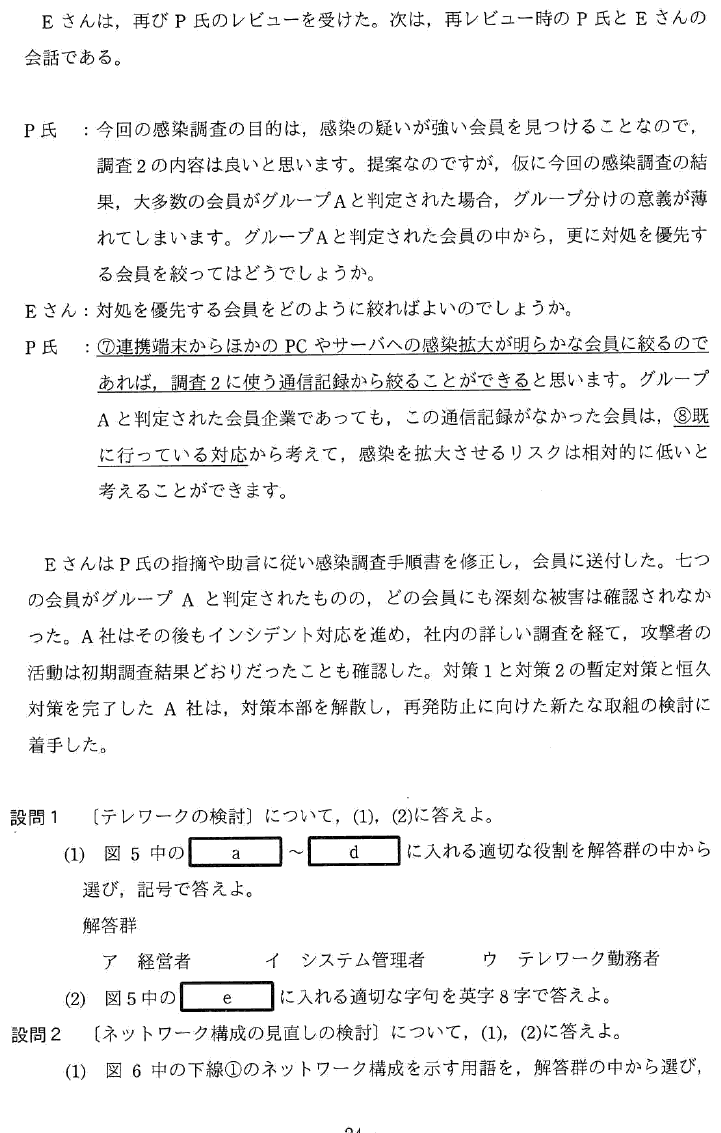 Eさんは，再びP氏のレビューを受けた。次は，再レビュー時のP氏とEさんの
会話である。
P氏　：今回の感染調査の目的は，感染の疑いが強い会員を見つけることなので，
調査2の内容は良いと思います。提案なのですが，仮に今回の感染調査の結
果，大多数の会員がグループAと判定された場合，グループ分けの意義が薄
れてしまいます。グループAと判定された会員の中から，更に対処を優先す
る会員を絞ってはどうでしょうか。
Eさん：対処を優先する会員をどのように絞ればよいのでしょうか。
P氏　：⑦連携端末からほかのPCやサーバへの感染拡大が明らかな会員に絞るので
あれば，調査2に使う通信記録から絞ることができると思います。グループ
Aと判定された会員企業であっても，この通信記録がなかった会員は，⑧既
に行っている対応から考えて，感染を拡大させるリスクは相対的に低いと
考えることができます。
EさんはP氏の指摘や助言に従い感染調査手順書を修正し，会員に送付した。七つ
の会員がグループ A と判定されたものの，どの会員にも深刻な被害は確認されなか
った。A社はその後もインシデント対応を進め，社内の詳しい調査を経て，攻撃者の
活動は初期調査結果どおりだったことも確認した。対策1と対策2の暫定対策と恒久
対策を完了した A 社は，対策本部を解散し，再発防止に向けた新たな取組の検討に
着手した。
設問1　〔テレワークの検討〕について，(1)，(2)に答えよ。
(1)　図 5 中の a ～ d に入れる適切な役割を解答群の中から
選び，記号で答えよ。
解答群
ア　経営者　イ　システム管理者　ウ　テレワーク勤務者
(2)　図5中の e に入れる適切な字句を英字8字で答えよ。
設問2　〔ネットワーク構成の見直しの検討〕について，(1)，(2)に答えよ。
(1)　図 6 中の下線①のネットワーク構成を示す用語を，解答群の中から選び，